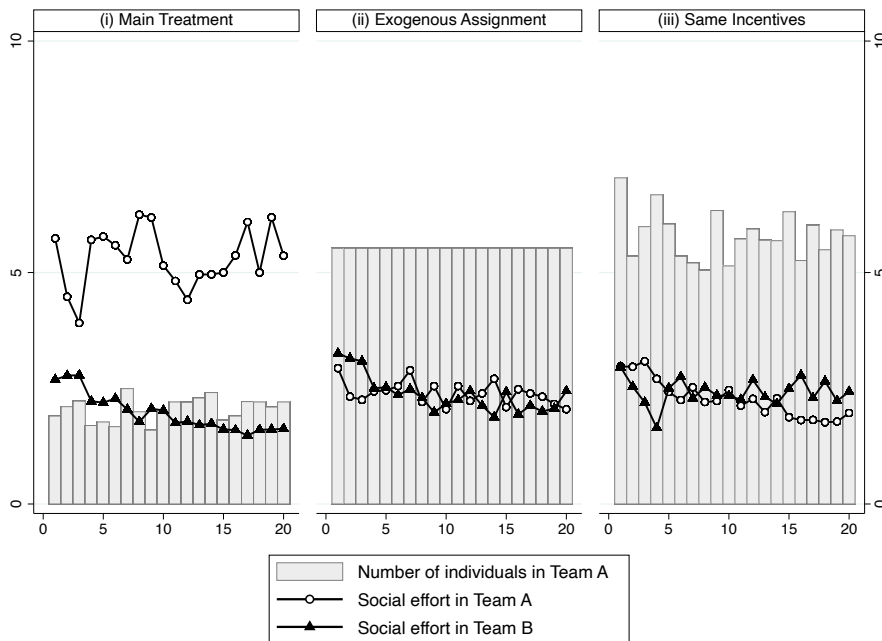 (i) Main Treatment (ii) Exogenous Assignment (iii) Same Incentives
10 10
5 5
0 0
0 5 10 15 20 0 5 10 15 20 0 5 10 15 20
Number of individuals in Team A
Social effort in Team A
Social effort in Team B